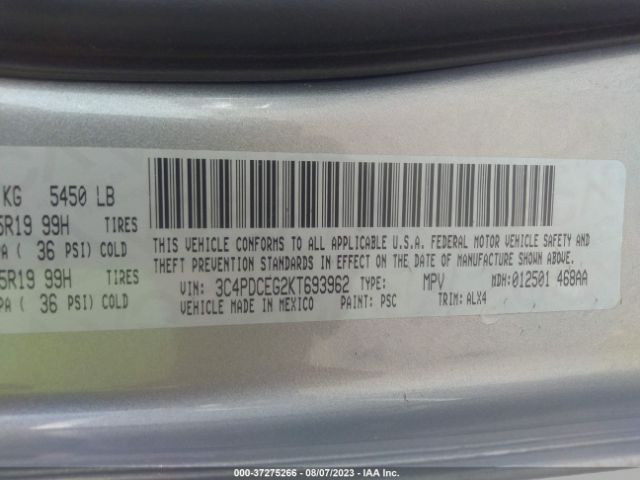 KG 5450 LB
5R19 99H TIRES
PA ( 36 PSI) COLD
5R19 99H TIRES
PA ( 36 PSI) COLD
THIS VEHICLE CONFORMS TO ALL APPLICABLE U.S.A. FEDERAL MOTOR VEHICLE SAFETY AND
THEFT PREVENTION STANDARDS IN EFFECT ON THE DATE OF MANUFACTURE SHOWN ABOVE.
VIN: 3C4PDCEG2KT693962 TYPE: MPV MDH:012501 468AA
VEHICLE MADE IN MEXICO PAINT: PSC TRIM: ALX4
000-37275266 - 08/07/2023 - IAA Inc.